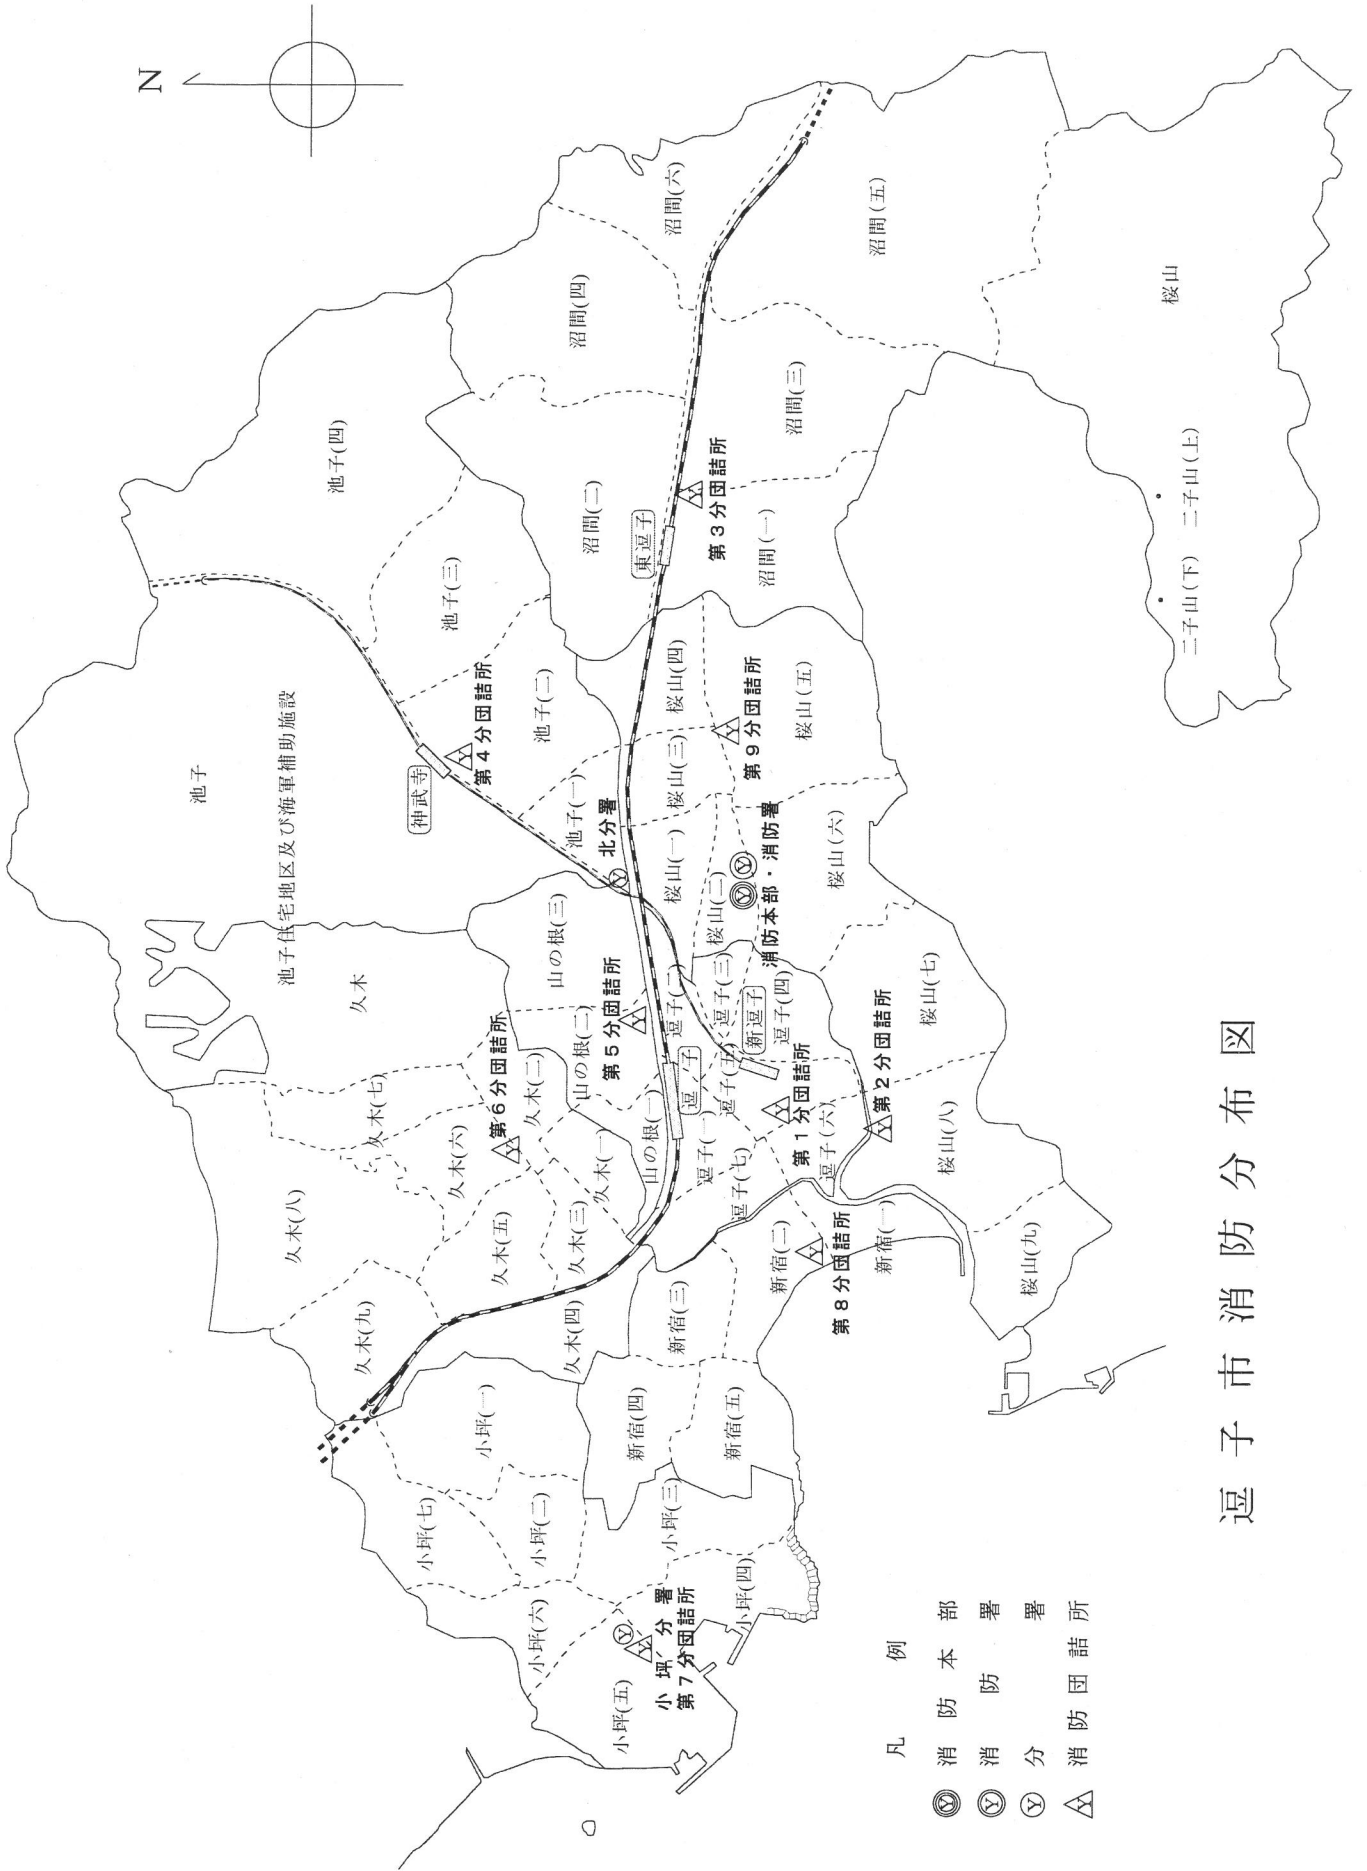 逗子市消防分布図
N
池子
池子住宅地区及び海軍補助施設
池子(四)
池子(三)
池子(二)
池子(一)
神武寺
第4分団詰所
北分署
沼間(六)
沼間(五)
沼間(四)
沼間(三)
沼間(二)
沼間(一)
東逗子
第3分団詰所
桜山
二子山(上)
二子山(下)
桜山(四)
桜山(三)
桜山(五)
第9分団詰所
桜山(一)
桜山(二)
消防本部・消防署
桜山(六)
桜山(七)
桜山(八)
桜山(九)
久木
久木(七)
久木(八)
久木(六)
久木(五)
久木(九)
久木(二)
久木(一)
久木(三)
久木(四)
第6分団詰所
山の根(三)
山の根(二)
山の根(一)
第5分団詰所
逗子(二)
逗子(三)
逗子(四)
新逗子
逗子
逗子(五)
逗子(一)
逗子(七)
逗子(六)
第1分団詰所
第2分団詰所
新宿(一)
新宿(二)
第8分団詰所
新宿(三)
新宿(四)
新宿(五)
小坪(一)
小坪(七)
小坪(二)
小坪(三)
小坪(六)
小坪(四)
小坪(五)
小坪分署
第7分団詰所
凡例
消防本部
消防署
分署
消防団詰所